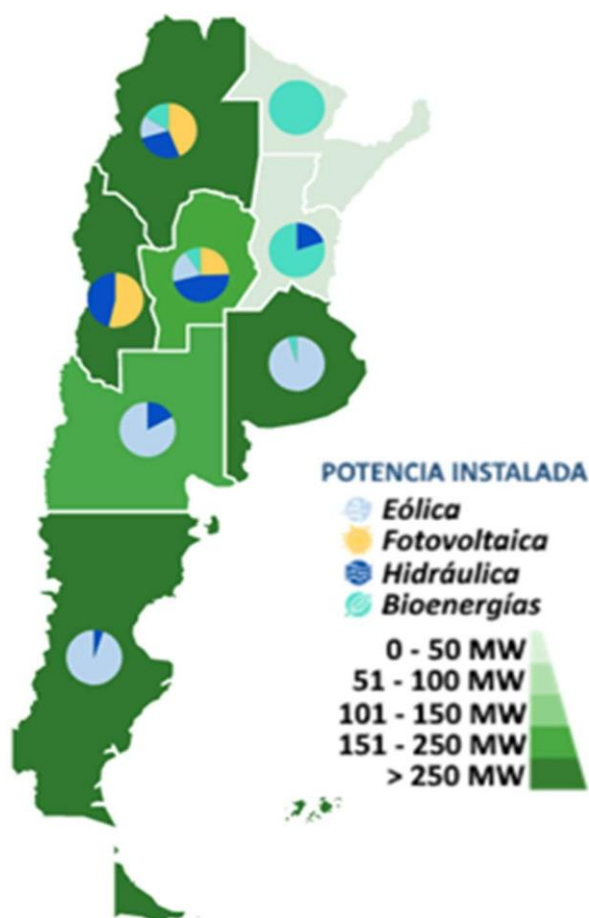 POTENCIA INSTALADA
Eólica
Fotovoltaica
Hidráulica
Bioenergías
0 - 50 MW
51 - 100 MW
101 - 150 MW
151 - 250 MW
> 250 MW